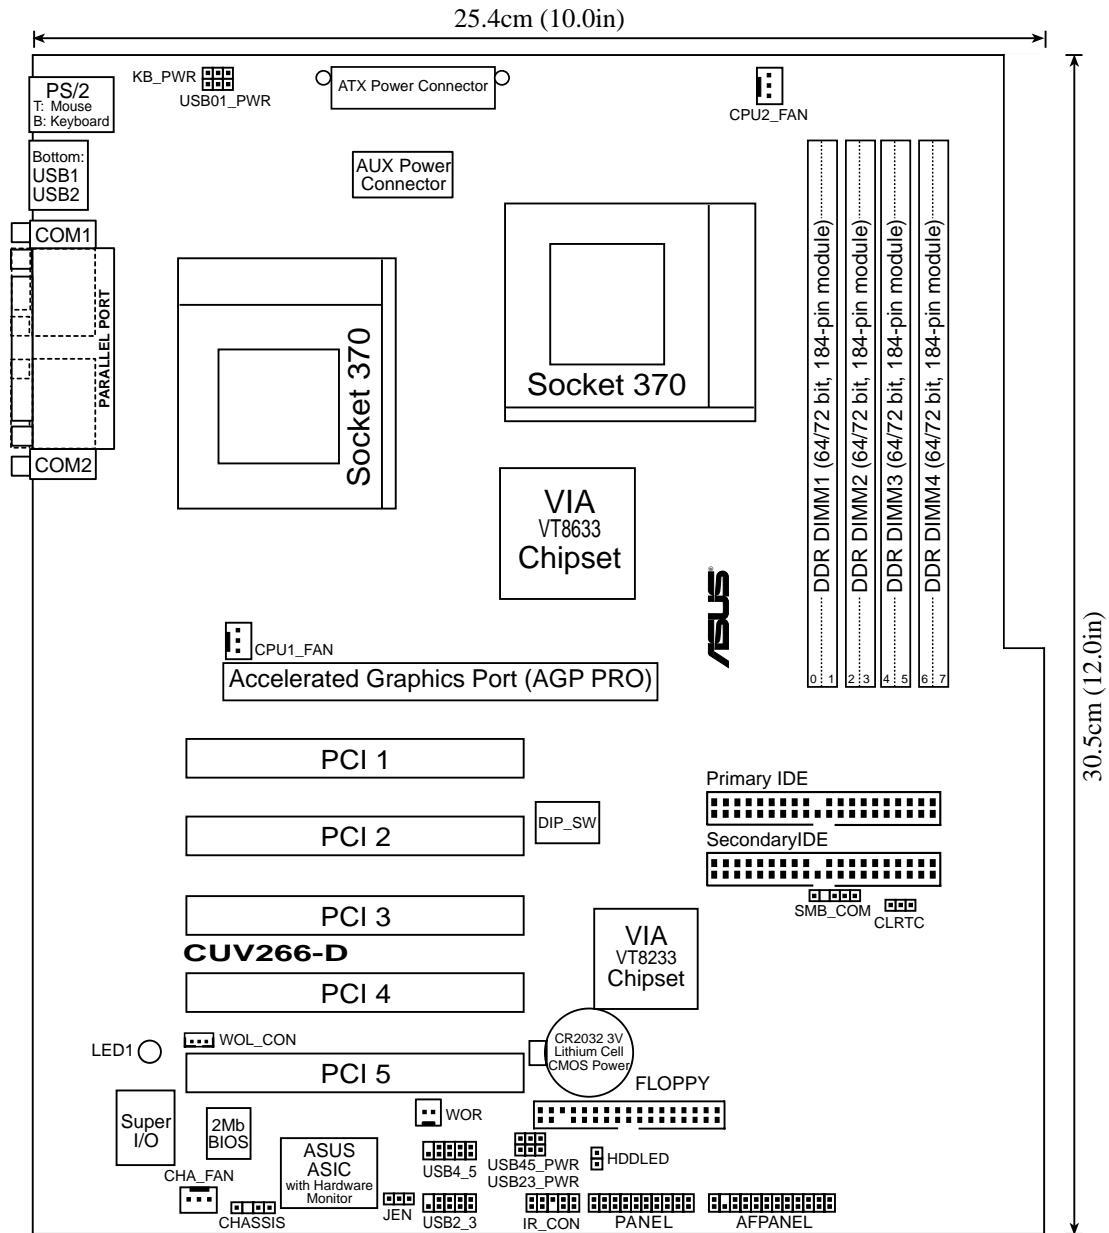 25.4cm (10.0in)
KB_PWR
USB01_PWR
ATX Power Connector
CPU2_FAN
PS/2
T: Mouse
B: Keyboard
Bottom:
USB1
USB2
AUX Power
Connector
COM1
PARALLEL PORT
COM2
Socket 370
Socket 370
DDR DIMM1 (64/72 bit, 184-pin module)
DDR DIMM2 (64/72 bit, 184-pin module)
DDR DIMM3 (64/72 bit, 184-pin module)
DDR DIMM4 (64/72 bit, 184-pin module)
0 1 2 3 4 5 6 7
30.5cm (12.0in)
VIA
VT8633
Chipset
ASUS®
CPU1_FAN
Accelerated Graphics Port (AGP PRO)
PCI 1
Primary IDE
PCI 2
DIP_SW
SecondaryIDE
SMB_COM
CLRTC
PCI 3
CUV266-D
VIA
VT8233
Chipset
PCI 4
LED1
WOL_CON
CR2032 3V
Lithium Cell
CMOS Power
PCI 5
FLOPPY
Super
I/O
2Mb
BIOS
WOR
ASUS
ASIC
with Hardware
Monitor
USB4_5
USB45_PWR
USB23_PWR
HDDLED
CHA_FAN
CHASSIS
JEN
USB2_3
IR_CON
PANEL
AFPANEL